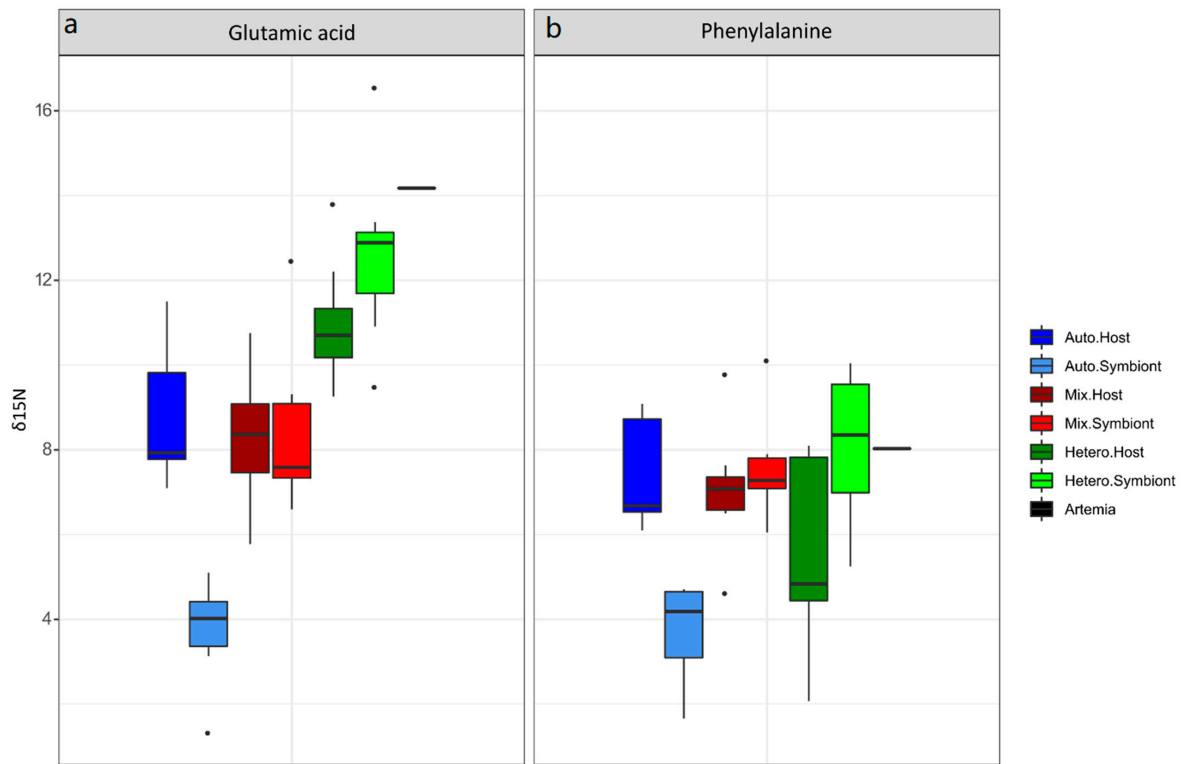 a
Glutamic acid
b
Phenylalanine
16
12
8
4
δ15N
Auto.Host
Auto.Symbiont
Mix.Host
Mix.Symbiont
Hetero.Host
Hetero.Symbiont
Artemia